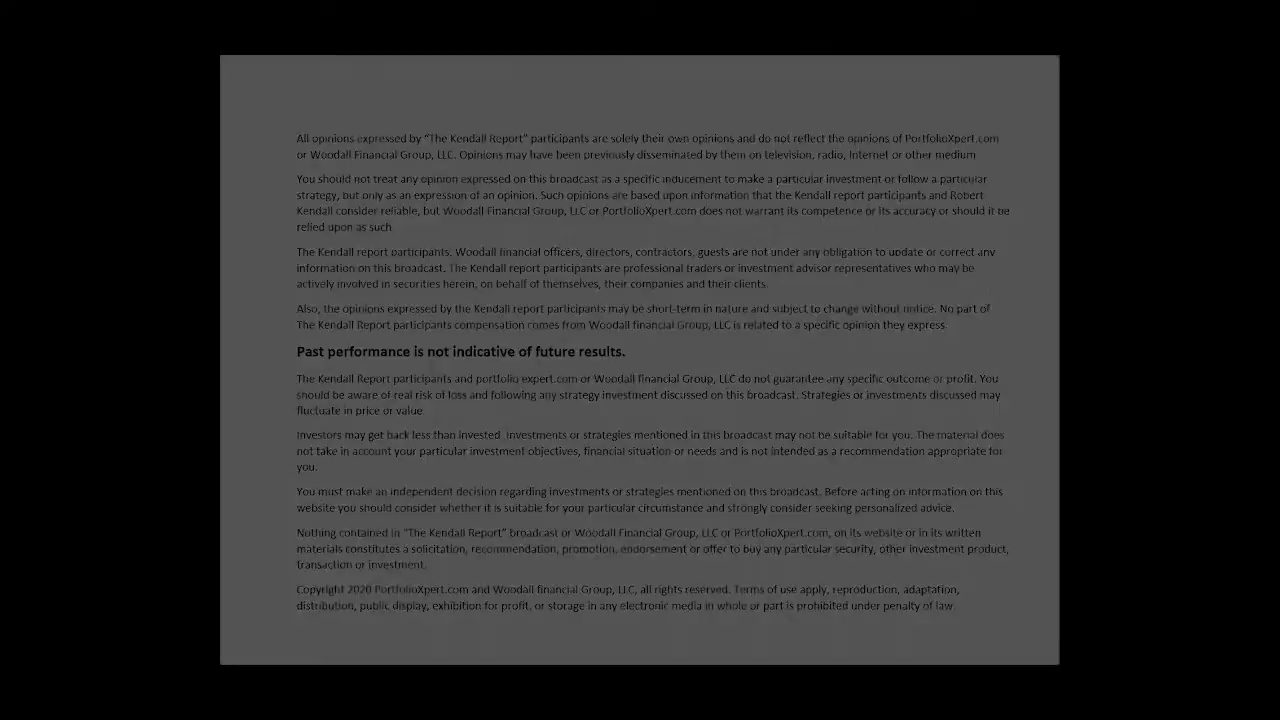 All opinions expressed by “The Kendall Report” participants are solely their own opinions and do not reflect the opinions of PortfolioXpert.com
or Woodall Financial Group, LLC. Opinions may have been previously disseminated by them on television, radio, Internet or other medium
You should not treat any opinion expressed on this broadcast as a specific inducement to make a particular investment or follow a particular
strategy, but only as an expression of an opinion. Such opinions are based upon information that the Kendall report participants and Robert
Kendall consider reliable, but Woodall Financial Group, LLC or PortfolioXpert.com does not warrant its competence or its accuracy or should it be
relied upon as such
The Kendall report participants. Woodall financial officers, directors, contractors, guests are not under any obligation to update or correct any
information on this broadcast. The Kendall report participants are professional traders or investment advisor representatives who may be
actively involved in securities herein, on behalf of themselves, their companies and their clients.
Also, the opinions expressed by the Kendall report participants may be short-term in nature and subject to change without notice. No part of
The Kendall Report participants compensation comes from Woodall financial Group, LLC is related to a specific opinion they express
Past performance is not indicative of future results.
The Kendall Report participants and portfolio expert.com or Woodall financial Group, LLC do not guarantee any specific outcome or profit. You
should be aware of real risk of loss and following any strategy investment discussed on this broadcast. Strategies or investments discussed may
fluctuate in price or value
Investors may get back less than invested. Investments or strategies mentioned in this broadcast may not be suitable for you. The material does
not take in account your particular investment objectives, financial situation or needs and is not intended as a recommendation appropriate for
you.
You must make an independent decision regarding investments or strategies mentioned on this broadcast. Before acting on information on this
website you should consider whether it is suitable for your particular circumstance and strongly consider seeking personalized advice.
Nothing contained in “The Kendall Report” broadcast or Woodall Financial Group, LLC or PortfolioXpert.com, on its website or in its written
materials constitutes a solicitation, recommendation, promotion, endorsement or offer to buy any particular security, other investment product,
transaction or investment.
Copyright 2020 PortfolioXpert.com and Woodall financial Group, LLC, all rights reserved. Terms of use apply, reproduction, adaptation,
distribution, public display, exhibition for profit, or storage in any electronic media in whole or part is prohibited under penalty of law